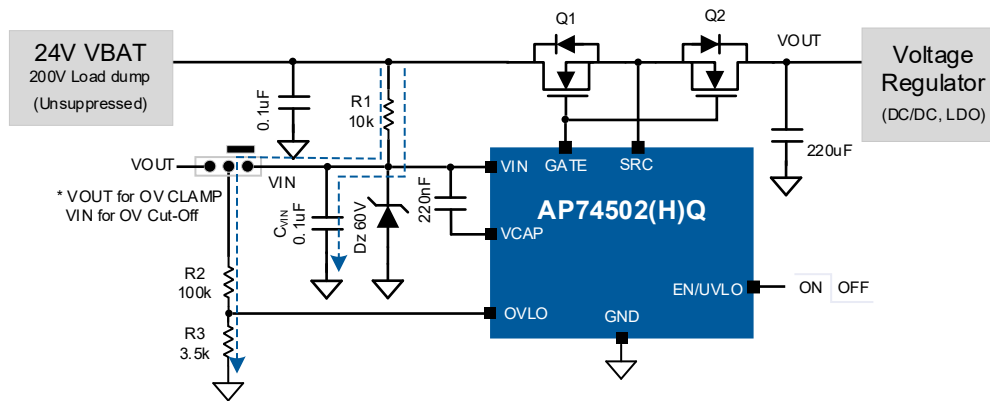 24V VBAT
200V Load dump
(Unsuppressed)
0.1uF
R1
10k
Q1
Q2
VOUT
Voltage
Regulator
(DC/DC, LDO)
220uF
VOUT
VIN
* VOUT for OV CLAMP
VIN for OV Cut-Off
CVIN
0.1uF
Dz 60V
220nF
VIN
GATE
SRC
AP74502(H)Q
VCAP
EN/UVLO
ON
OFF
OVLO
GND
R2
100k
R3
3.5k